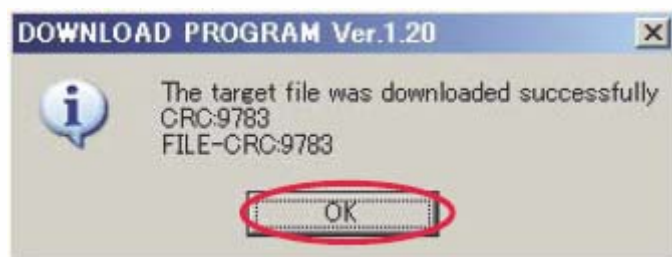 DOWNLOAD PROGRAM Ver.1.20
The target file was downloaded successfully
CRC:9783
FILE-CRC:9783
OK